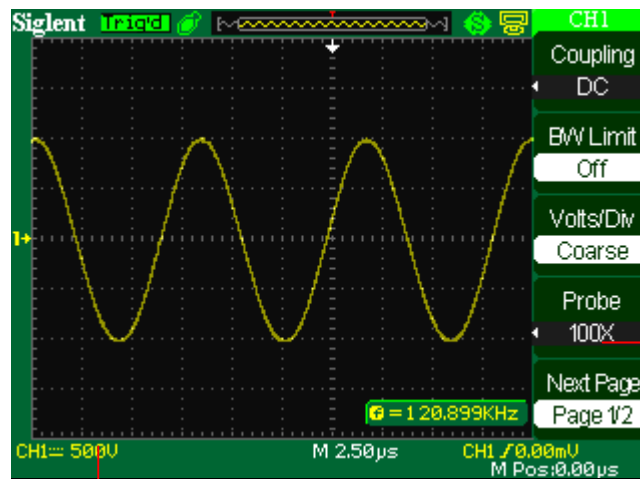 Siglent Trig'd CH1
Coupling
DC
BW Limit
Off
Volts/Div
Coarse
Probe
100X
Next Page
Page 1/2
1
f = 120.899KHz
CH1 500V M 2.50µs CH1 0.00mV
M Pos:0.00µs